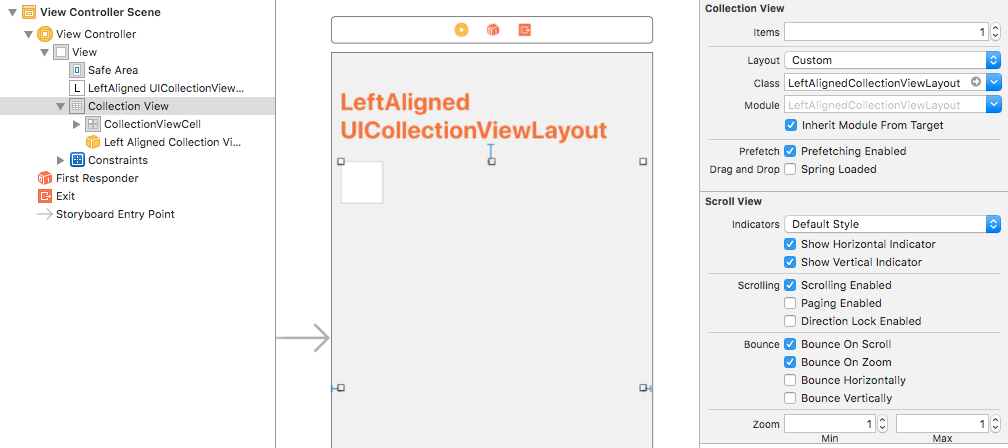 View Controller Scene
View Controller
View
Safe Area
L LeftAligned UICollectionView...
Collection View
CollectionViewCell
Left Aligned Collection Vi...
Constraints
First Responder
Exit
Storyboard Entry Point
LeftAligned
UICollectionViewLayout
Collection View
Items 1
Layout Custom
Class LeftAlignedCollectionViewLayout
Module LeftAlignedCollectionViewLayout
Inherit Module From Target
Prefetch Prefetching Enabled
Drag and Drop Spring Loaded
Scroll View
Indicators Default Style
Show Horizontal Indicator
Show Vertical Indicator
Scrolling Scrolling Enabled
Paging Enabled
Direction Lock Enabled
Bounce Bounce On Scroll
Bounce On Zoom
Bounce Horizontally
Bounce Vertically
Zoom 1 1
Min Max